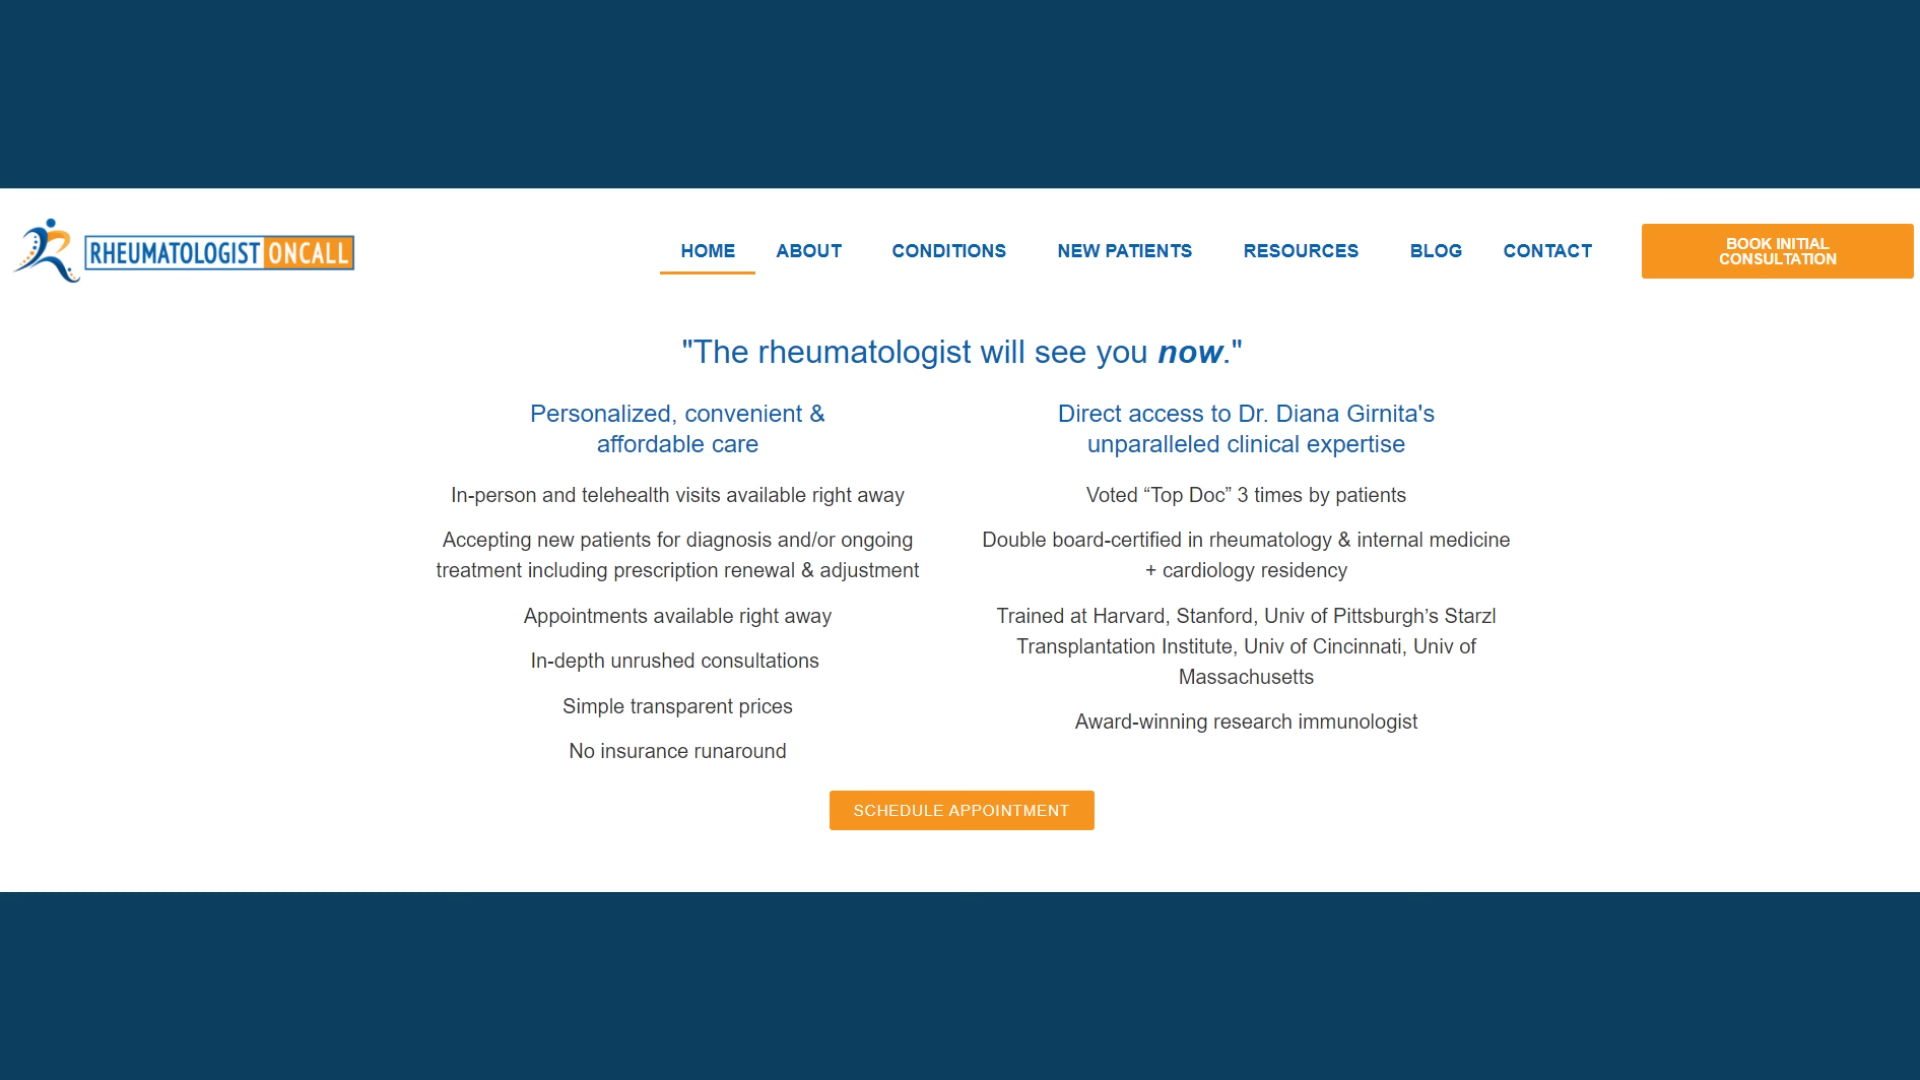 RHEUMATOLOGIST ONCALL
HOME
ABOUT
CONDITIONS
NEW PATIENTS
RESOURCES
BLOG
CONTACT
BOOK INITIAL
CONSULTATION
"The rheumatologist will see you now."
Personalized, convenient &
affordable care
In-person and telehealth visits available right away
Accepting new patients for diagnosis and/or ongoing
treatment including prescription renewal & adjustment
Appointments available right away
In-depth unrushed consultations
Simple transparent prices
No insurance runaround
Direct access to Dr. Diana Girnita's
unparalleled clinical expertise
Voted “Top Doc” 3 times by patients
Double board-certified in rheumatology & internal medicine
+ cardiology residency
Trained at Harvard, Stanford, Univ of Pittsburgh’s Starzl
Transplantation Institute, Univ of Cincinnati, Univ of
Massachusetts
Award-winning research immunologist
SCHEDULE APPOINTMENT